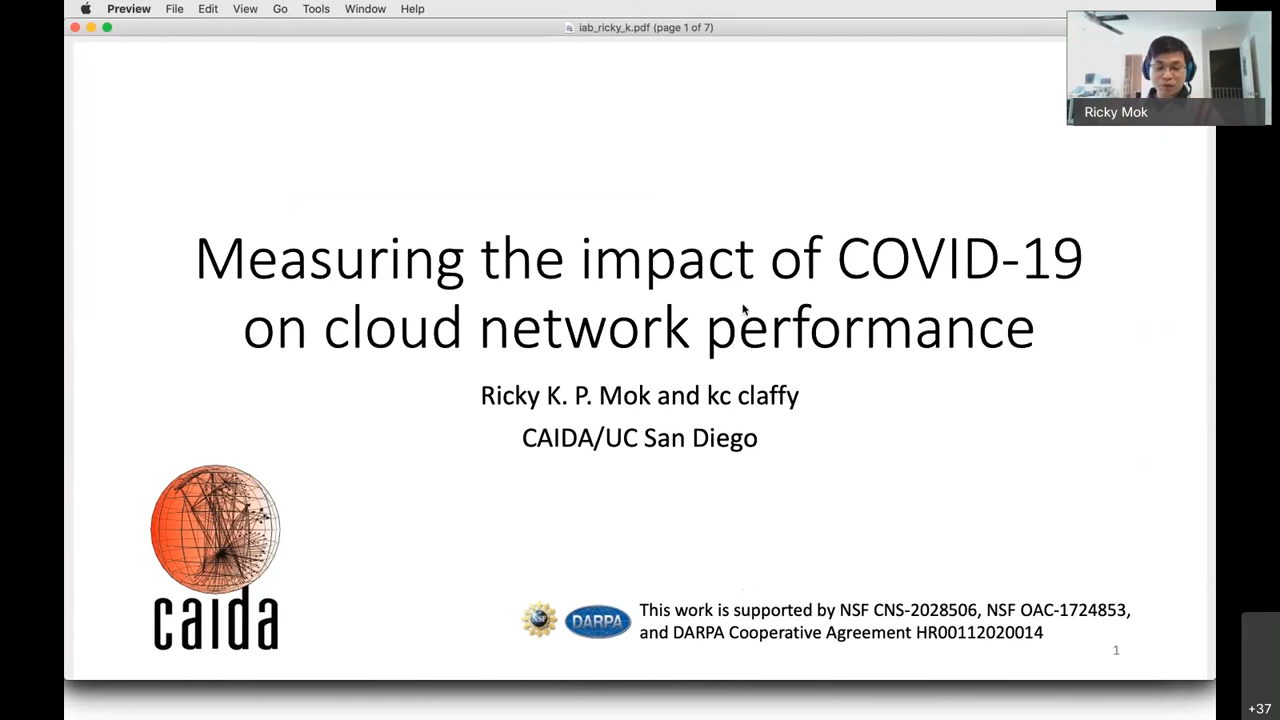 Preview File Edit View Go Tools Window Help
iab_ricky_k.pdf (page 1 of 7)
Ricky Mok
Measuring the impact of COVID-19
on cloud network performance
Ricky K. P. Mok and kc claffy
CAIDA/UC San Diego
caida
NSF
DARPA
This work is supported by NSF CNS-2028506, NSF OAC-1724853,
and DARPA Cooperative Agreement HR00112020014
1
+37